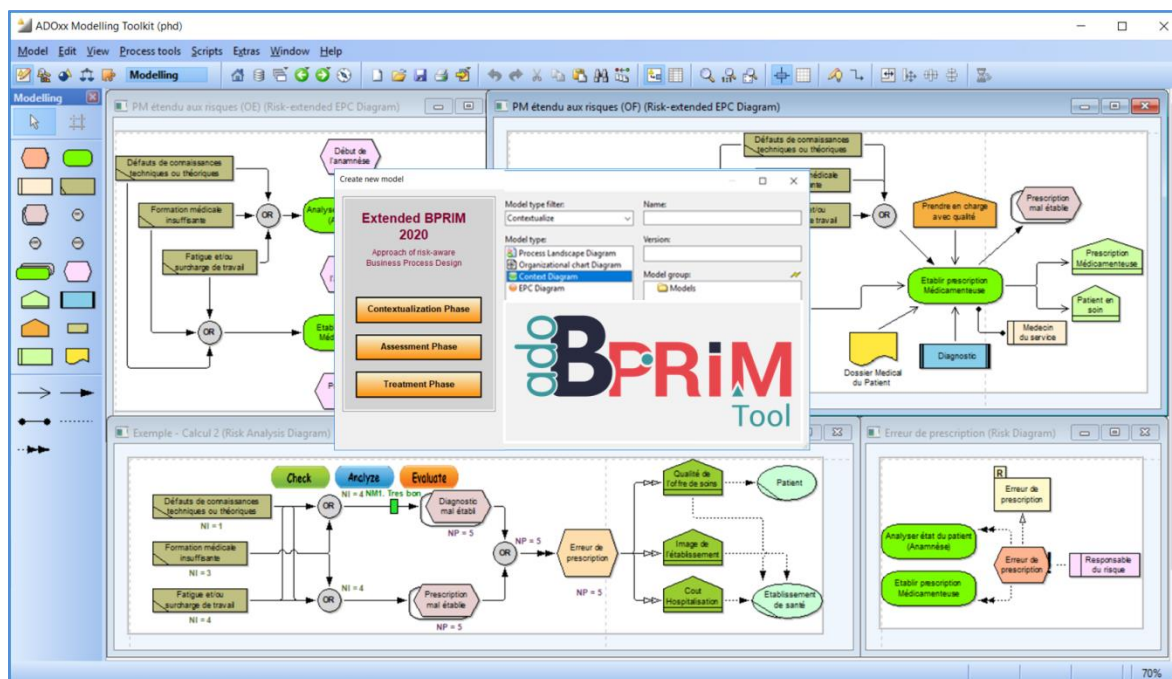 ADOxx Modelling Toolkit (phd)
Model Edit View Process tools Scripts Extras Window Help
Modelling
Modelling
PM étendu aux risques (OE) (Risk-extended EPC Diagram)
Défauts de connaissances
techniques ou théoriques
Début de
l'anamnèse
Formation médicale
insuffisante
OR
Analyse
(A
Fatigue et/ou
surcharge de travail
OR
Etab
Méd
P
PM étendu aux risques (OF) (Risk-extended EPC Diagram)
Défauts de connaissances
techniques ou théoriques
médicale
nte
t/ou
s travail
OR
Prendre en charge
avec qualité
Prescription
mal établie
Etablir prescription
Médicamenteuse
Prescription
Médicamenteuse
Patient en
soin
Medecin
du service
Diagnostic
Dossier Medical
du Patient
Create new model
Extended BPRIM
2020
Approach of risk-aware
Business Process Design
Contextualization Phase
Assessment Phase
Treatment Phase
Model type filter:
Contextualize
Name:
Model type:
Process Landscape Diagram
Organizational chart Diagram
Context Diagram
EPC Diagram
Version:
Model group:
Models
ado
BPRiM
Tool
Exemple - Calcul 2 (Risk Analysis Diagram)
Check
Analyze
Evaluate
Défauts de connaissances
techniques ou théoriques
NI = 1
Formation médicale
insuffisante
NI = 3
Fatigue et/ou
surcharge de travail
NI = 4
OR
NI = 4
NM1. Tres bon
Diagnostic
mal établi
NP = 5
OR
NI = 4
Prescription
mal établie
NP = 5
OR
NP = 5
Erreur de
prescription
NP = 5
Qualité de
l'offre de soins
Image de
l'établissement
Cout
Hospitalisation
Patient
Etablissement
de santé
Erreur de prescription (Risk Diagram)
R
Erreur de
prescription
Analyser état du patient
(Anamnèse)
Etablir prescription
Médicamenteuse
Erreur de
prescription
Responsable
du risque
70%